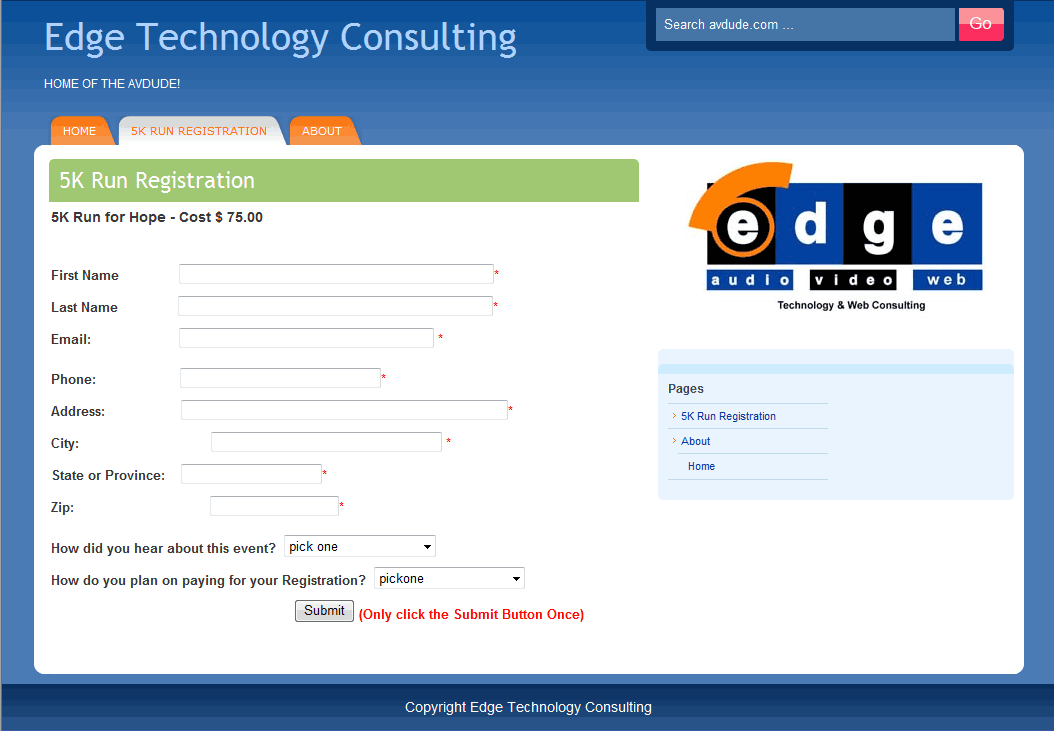 Edge Technology Consulting
Search avdude.com ...
Go
HOME OF THE AVDUDE!
HOME
5K RUN REGISTRATION
ABOUT
5K Run Registration
5K Run for Hope - Cost $ 75.00
First Name *
Last Name *
Email: *
Phone: *
Address: *
City: *
State or Province: *
Zip: *
How did you hear about this event? pick one
How do you plan on paying for your Registration? pickone
Submit (Only click the Submit Button Once)
edge
audio video web
Technology & Web Consulting
Pages
5K Run Registration
About
Home
Copyright Edge Technology Consulting